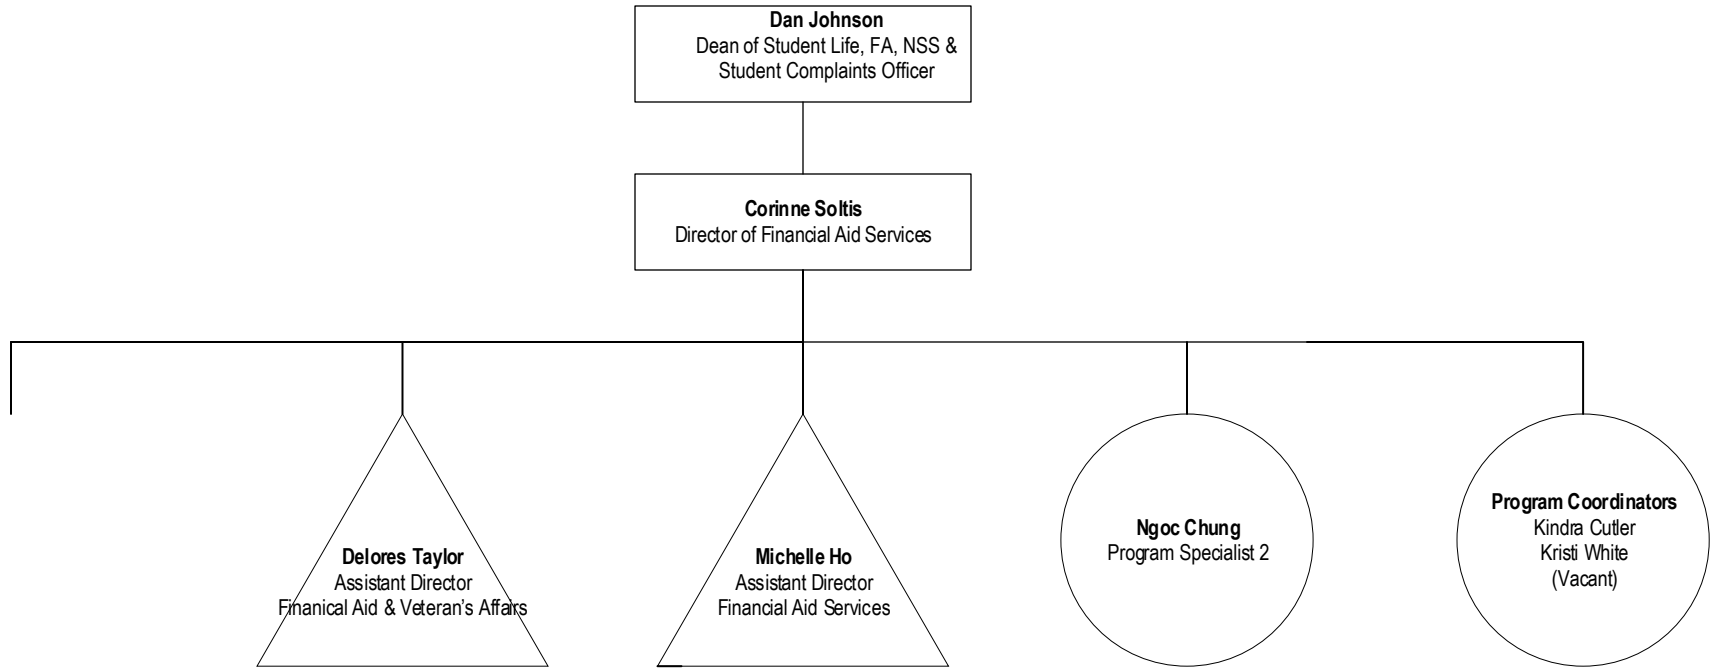 Dan Johnson
Dean of Student Life, FA, NSS &
Student Complaints Officer
Corinne Soltis
Director of Financial Aid Services
Delores Taylor
Assistant Director
Finanical Aid & Veteran's Affairs
Michelle Ho
Assistant Director
Financial Aid Services
Ngoc Chung
Program Specialist 2
Program Coordinators
Kindra Cutler
Kristi White
(Vacant)